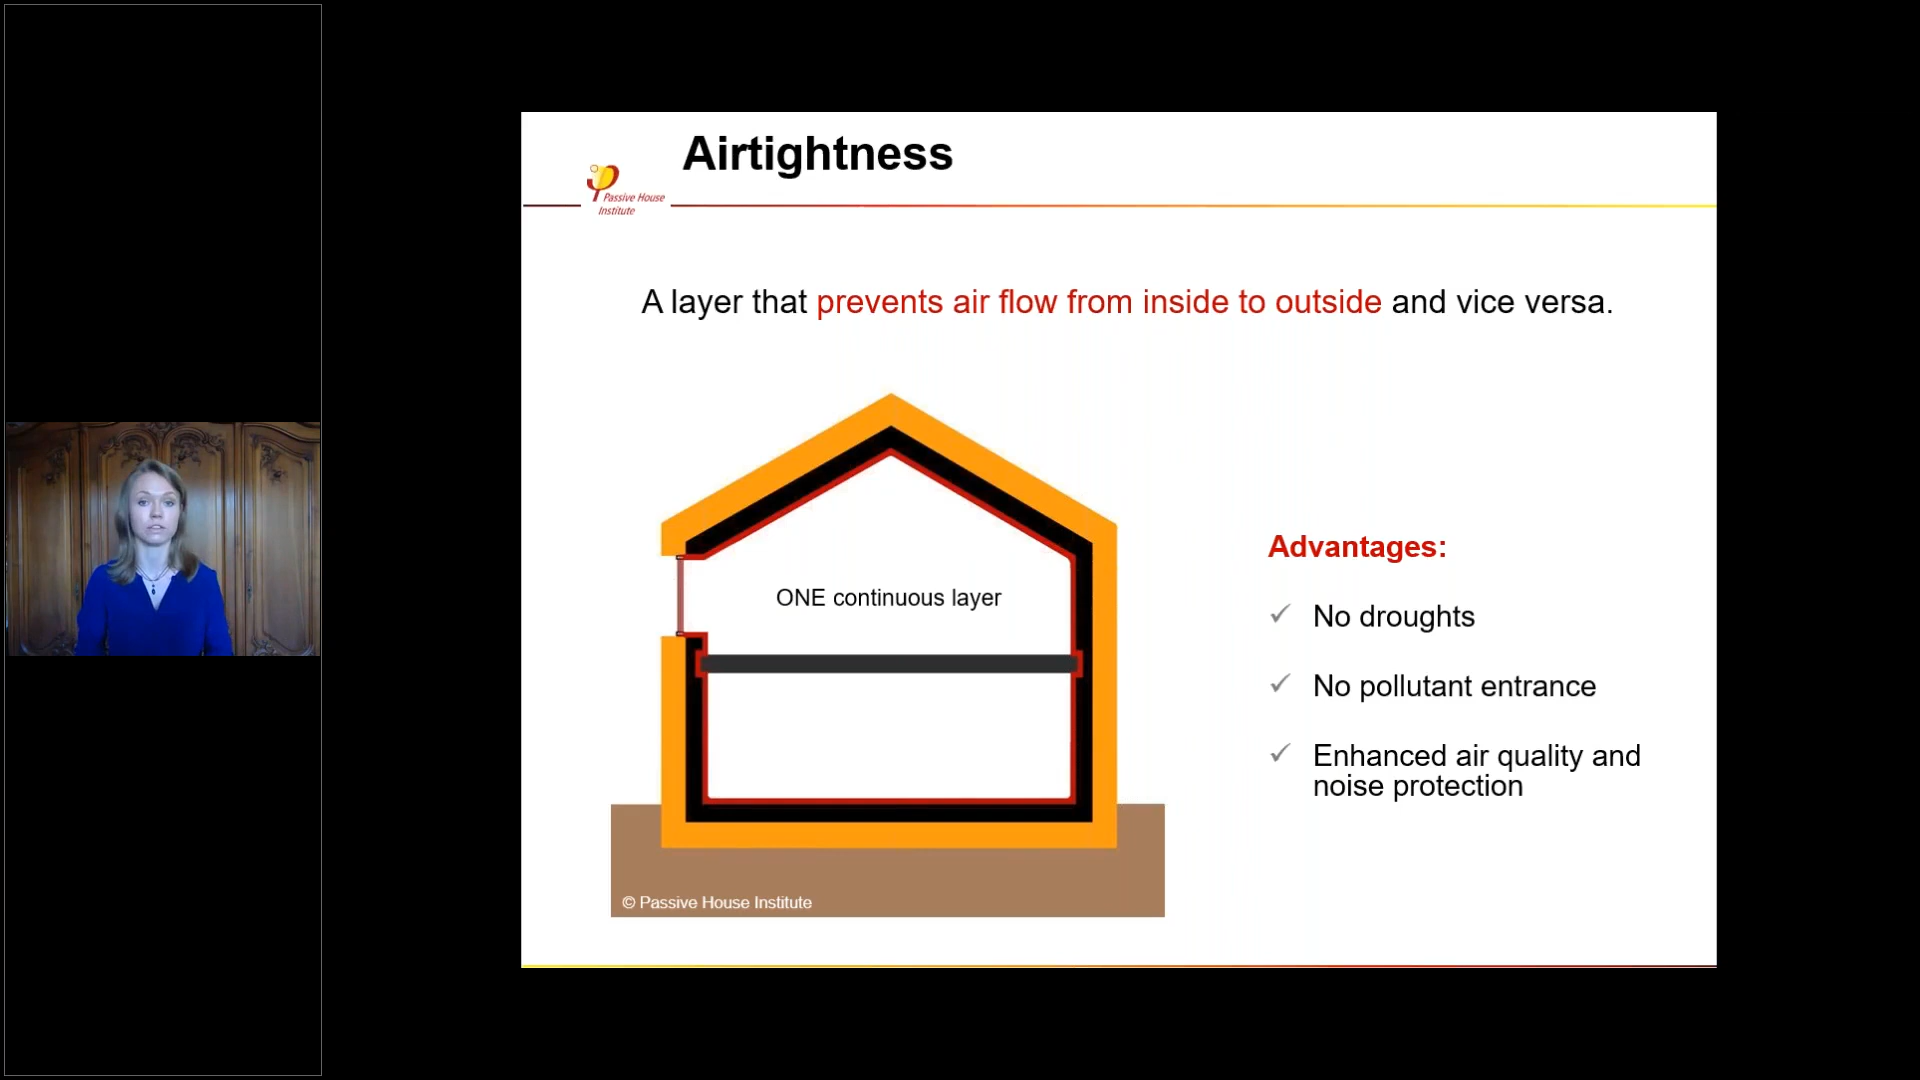 Airtightness
Passive House
Institute
A layer that prevents air flow from inside to outside and vice versa.
ONE continuous layer
Advantages:
✓ No droughts
✓ No pollutant entrance
✓ Enhanced air quality and
noise protection
© Passive House Institute